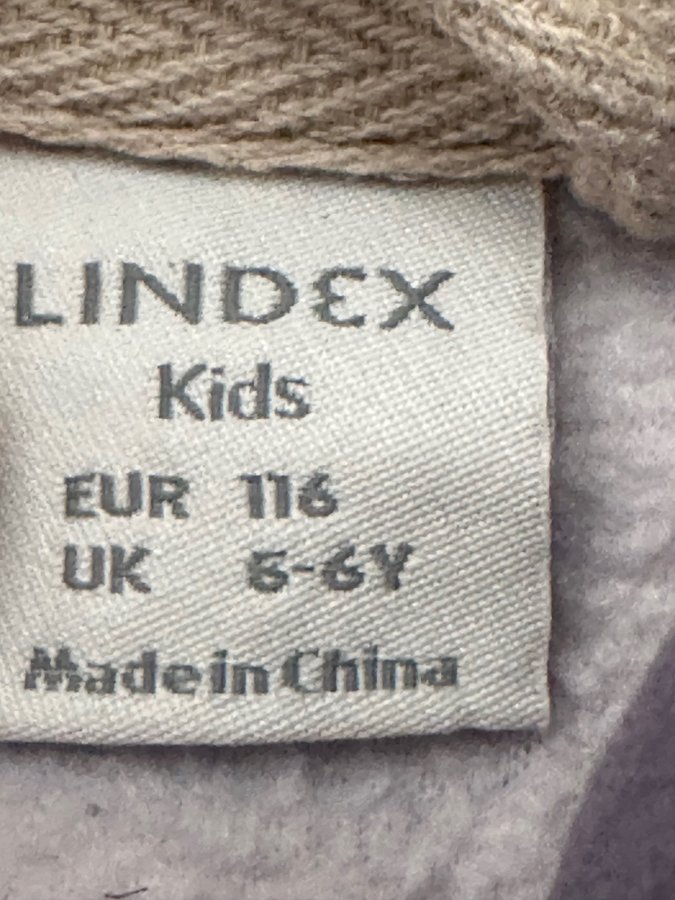 LINDEX
Kids
EUR 116
UK 5-6Y
Made in China